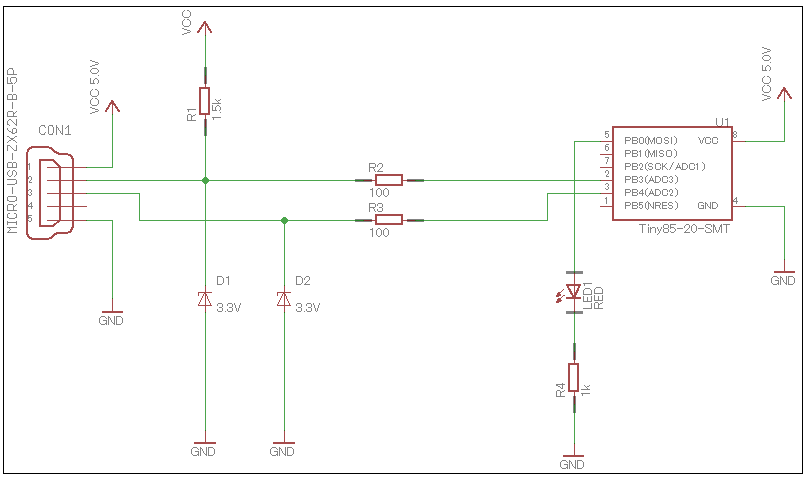 VCC
VCC 5.0V
VCC 5.0V
MICRO-USB-ZX62R-B-5P
CON1
1
2
3
4
5
R1
1.5k
R2
100
R3
100
U1
5
6
7
2
3
1
PB0(MOSI)
PB1(MISO)
PB2(SCK/ADC1)
PB3(ADC3)
PB4(ADC2)
PB5(NRES)
VCC
GND
8
4
Tiny85-20-SMT
D1
3.3V
D2
3.3V
LED1
RED
R4
1k
GND
GND
GND
GND
GND